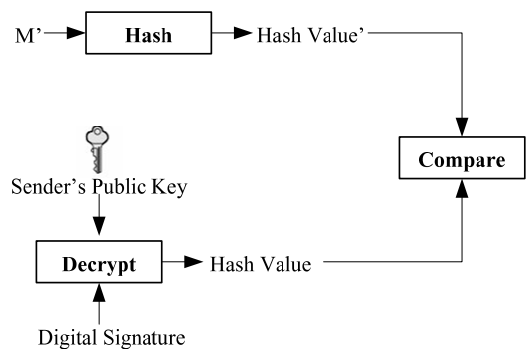 M’
Hash
Hash Value’
Compare
Sender’s Public Key
Decrypt
Hash Value
Digital Signature